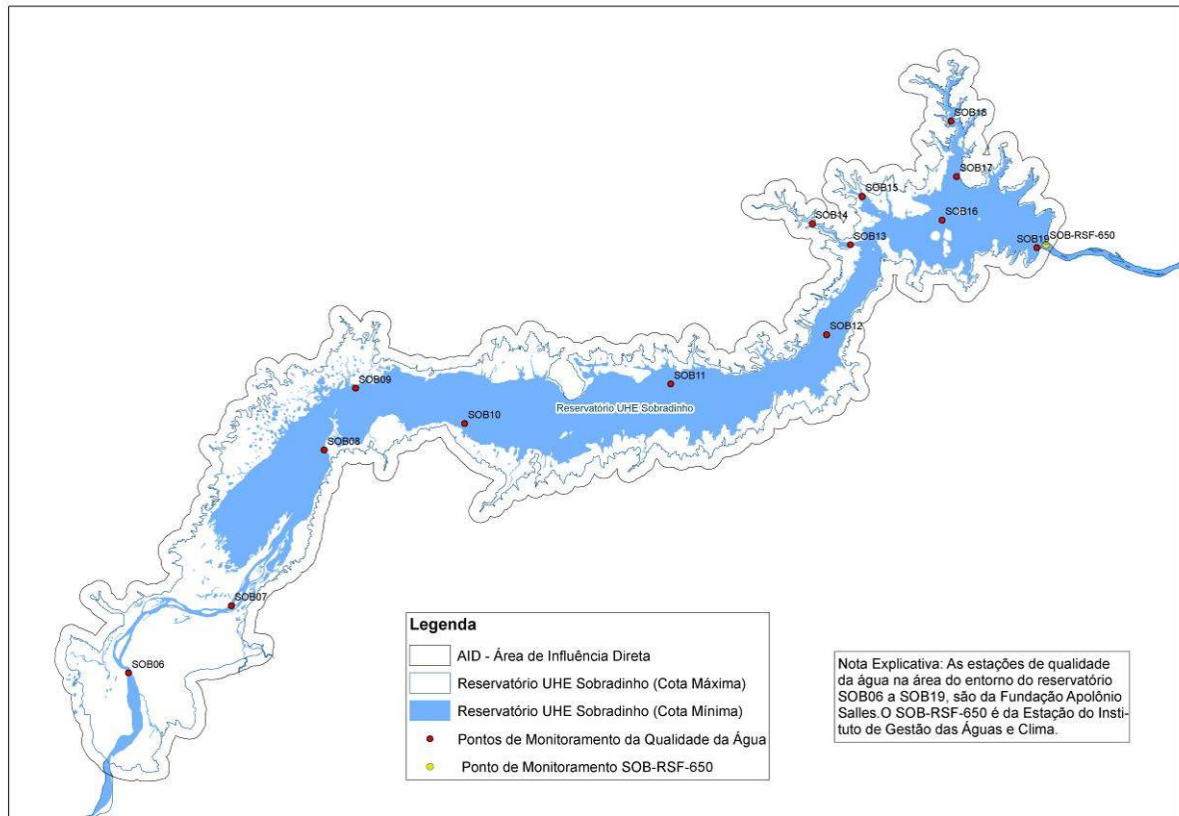 SOB18
SOB17
SOB15
SOB14
SOB16
SOB13
SOB19
SOB-RSF-650
SOB12
SOB11
SOB09
Reservatório UHE Sobradinho
SOB10
SOB08
SOB07
SOB06
Legenda
AID - Área de Influência Direta
Reservatório UHE Sobradinho (Cota Máxima)
Reservatório UHE Sobradinho (Cota Mínima)
Pontos de Monitoramento da Qualidade da Água
Ponto de Monitoramento SOB-RSF-650
Nota Explicativa: As estações de qualidade
da água na área do entorno do reservatório
SOB06 a SOB19, são da Fundação Apolônio
Salles.O SOB-RSF-650 é da Estação do Insti-
tuto de Gestão das Águas e Clima.